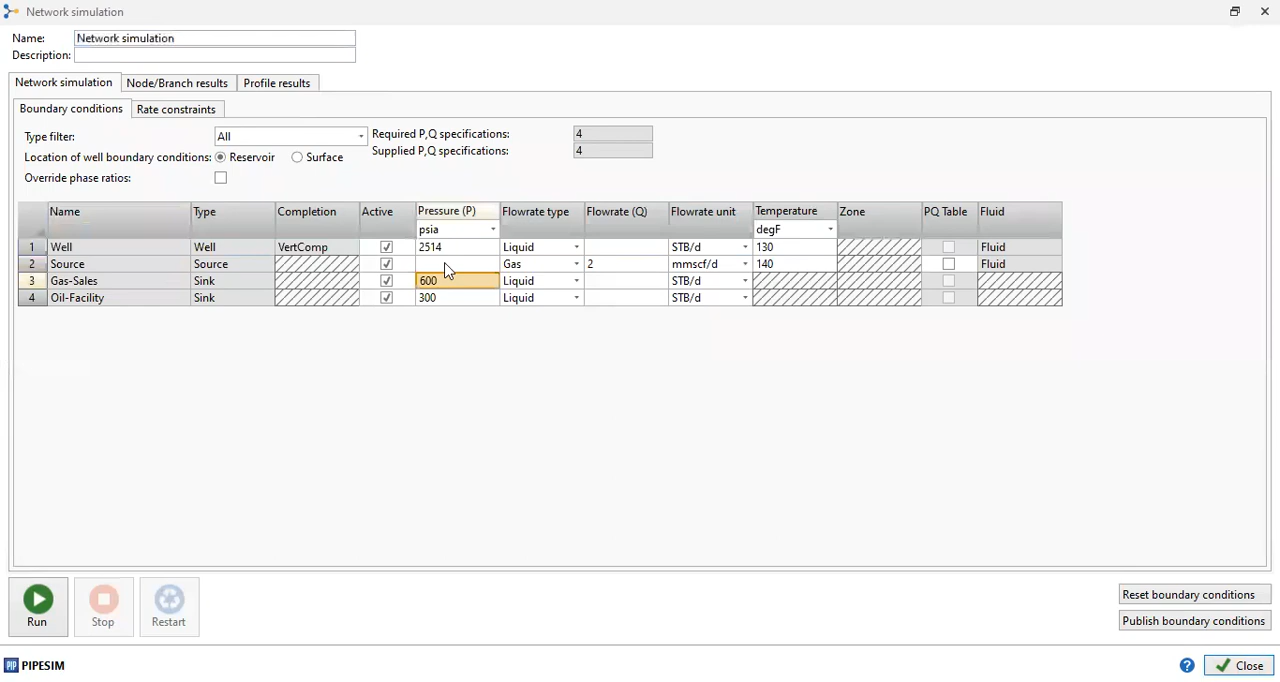 Network simulation
Name: Network simulation
Description:
Network simulation Node/Branch results Profile results
Boundary conditions Rate constraints
Type filter: All Required P,Q specifications: 4
Supplied P,Q specifications: 4
Location of well boundary conditions: Reservoir Surface
Override phase ratios:
Name Type Completion Active Pressure (P) Flowrate type Flowrate (Q) Flowrate unit Temperature Zone PQ Table Fluid
psia degF
1 Well Well VertComp 2514 Liquid STB/d 130 Fluid
2 Source Source Gas 2 mmscf/d 140 Fluid
3 Gas-Sales Sink 600 Liquid STB/d
4 Oil-Facility Sink 300 Liquid STB/d
Run Stop Restart
Reset boundary conditions
Publish boundary conditions
PIP PIPESIM
? Close